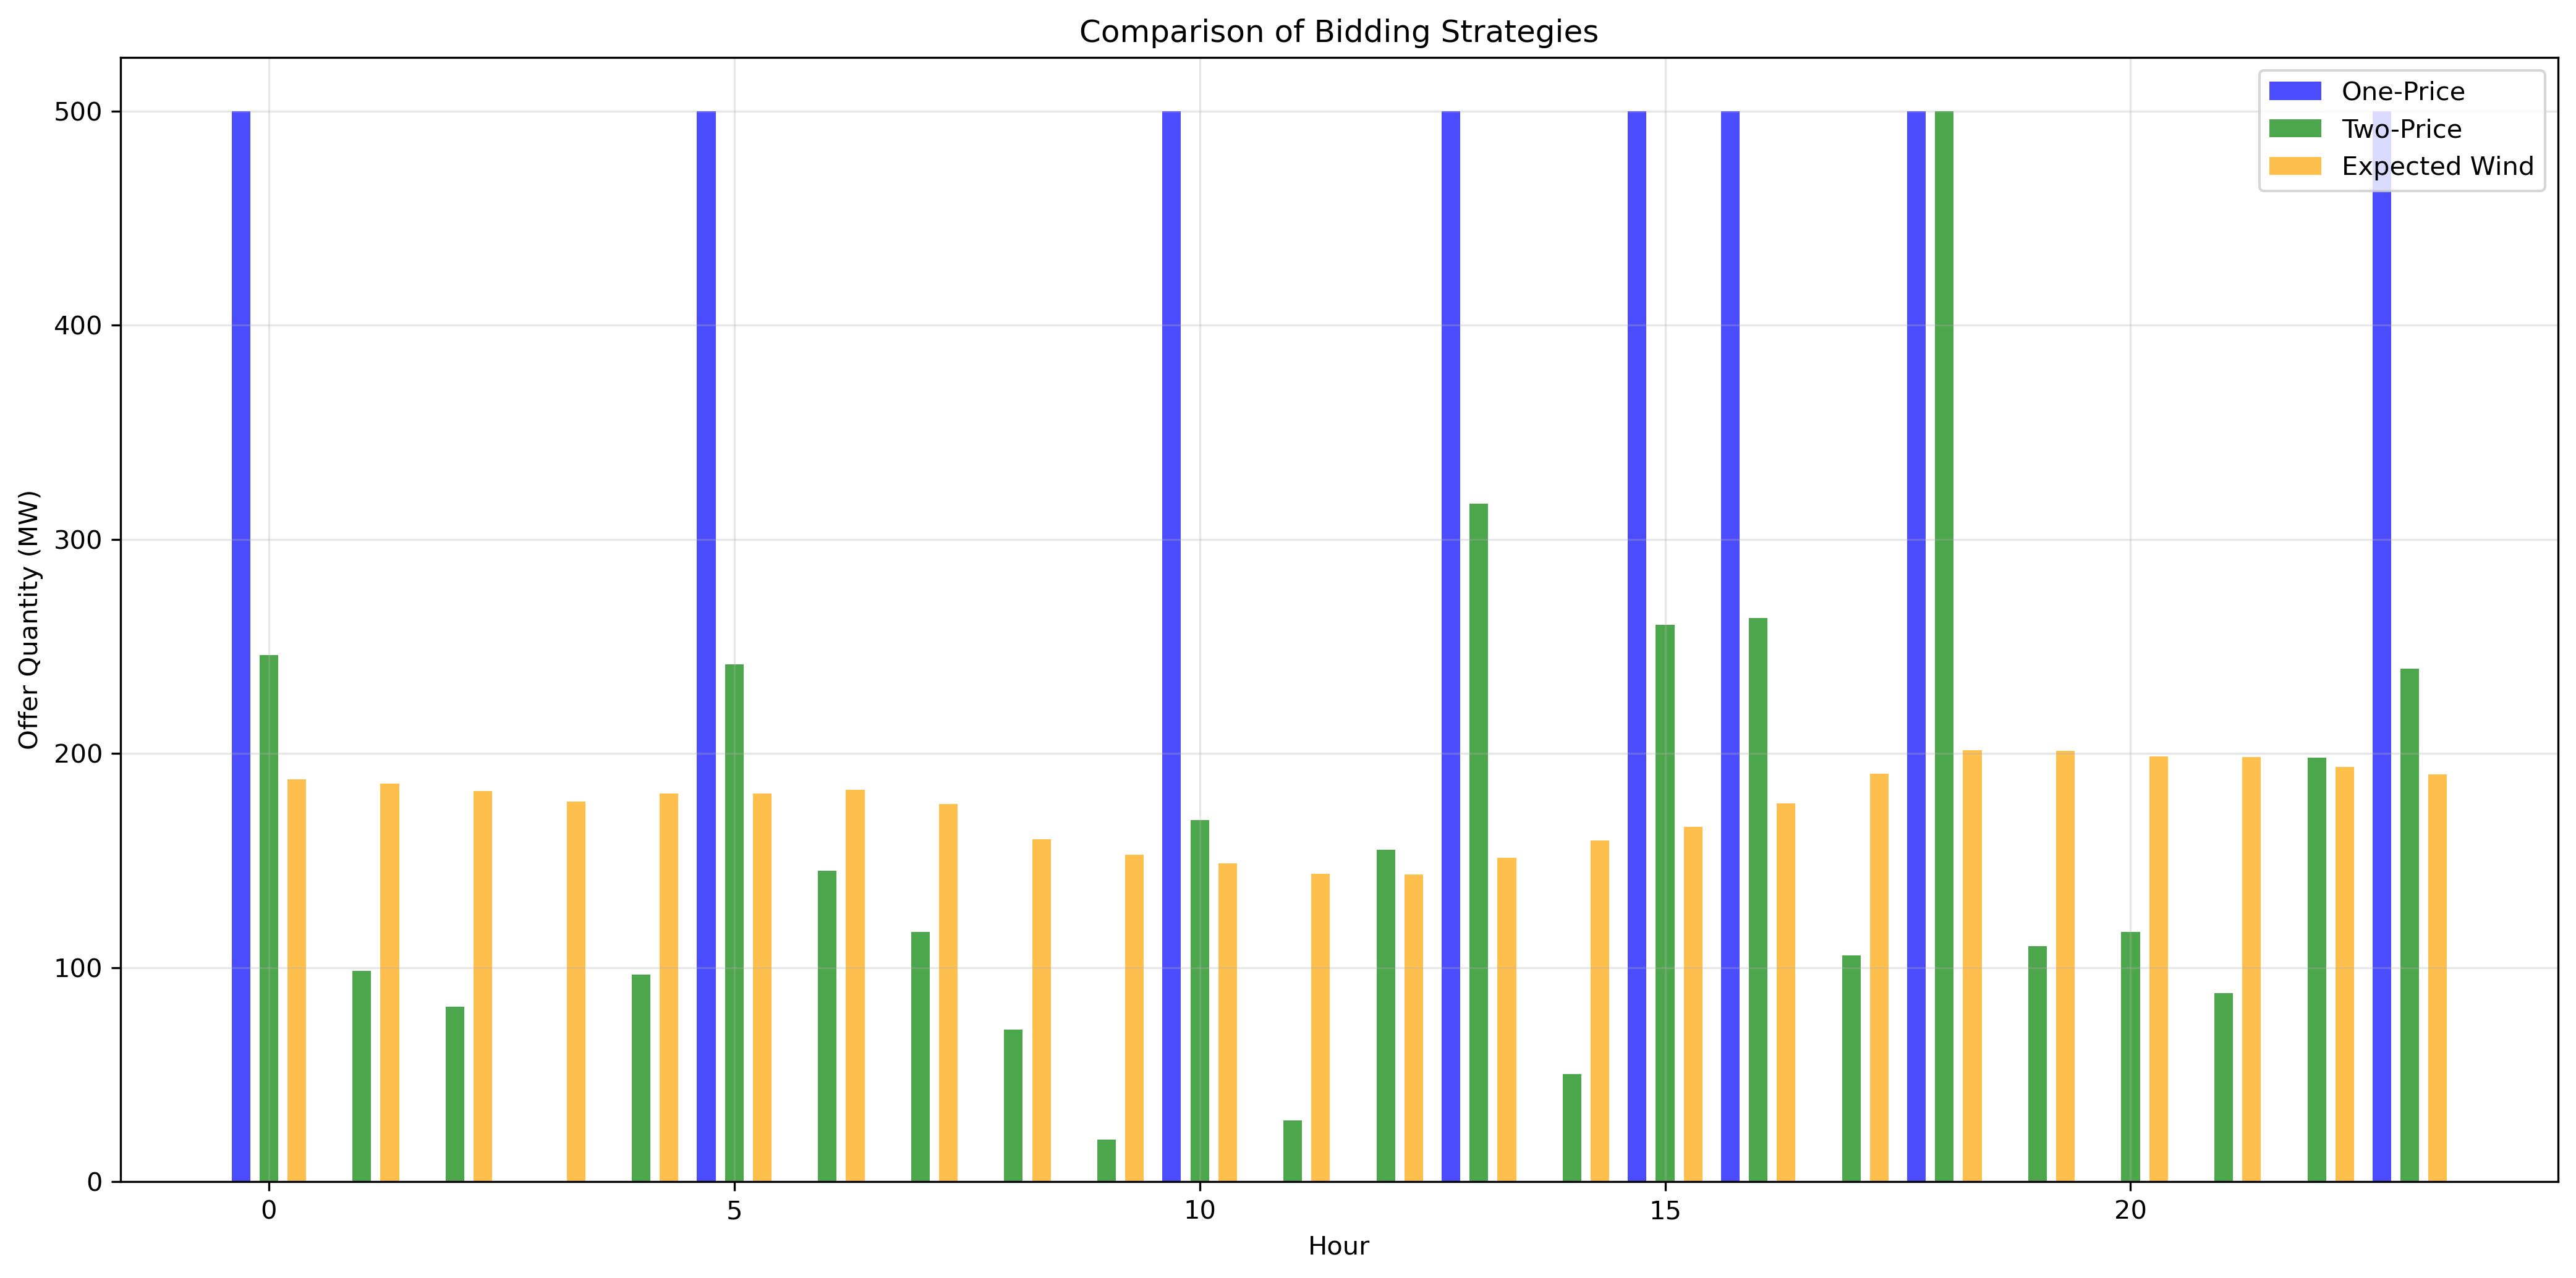 Comparison of Bidding Strategies
One-Price
Two-Price
Expected Wind
Offer Quantity (MW)
500
400
300
200
100
0
0 5 10 15 20
Hour